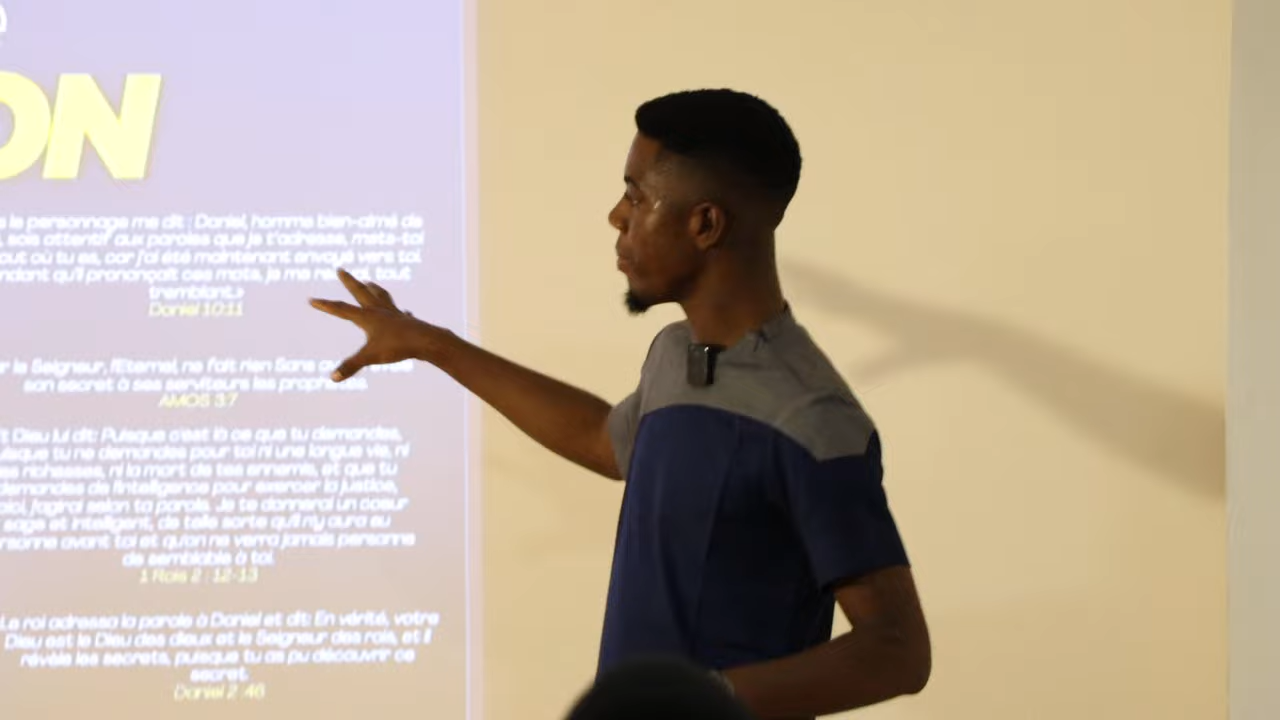 ON
le personnage me dit : Daniel, homme bien-aimé de
sois attentif aux paroles que je t'adresse, mets-toi
out où tu es, car j'ai été maintenant envoyé vers toi.
ndant qu'il prononçait ces mots, je me tout
tremblant.»
Daniel 10:11
r le Seigneur, l'Eternel, ne fait rien Sans
son secret à ses serviteurs les prophètes.
AMOS 3:7
t Dieu lui dit: Puisque c'est là ce que tu demandes,
uisque tu ne demandes pour toi ni une longue vie, ni
es richesses, ni la mort de tes ennemis, et que tu
demandes de l'intelligence pour exercer la justice,
oici, j'agirai selon ta parole. Je te donnerai un coeur
sage et intelligent, de telle sorte qu'il n'y aura eu
rsonne avant toi et qu'on ne verra jamais personne
de semblable à toi.
1 Rois 2 : 12-13
Le roi adressa la parole à Daniel et dit: En vérité, votre
Dieu est le Dieu des dieux et le Seigneur des rois, et il
révèle les secrets, puisque tu as pu découvrir ce
secret.
Daniel 2 :46